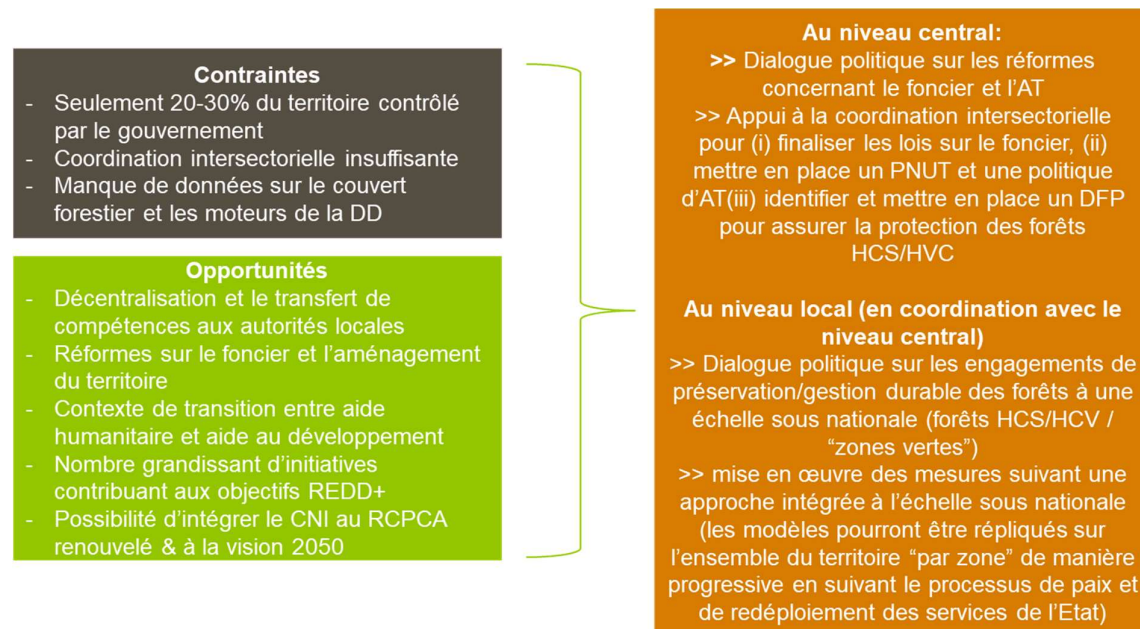 Contraintes
- Seulement 20-30% du territoire contrôlé
par le gouvernement
- Coordination intersectorielle insuffisante
- Manque de données sur le couvert
forestier et les moteurs de la DD
Opportunités
- Décentralisation et le transfert de
compétences aux autorités locales
- Réformes sur le foncier et l'aménagement
du territoire
- Contexte de transition entre aide
humanitaire et aide au développement
- Nombre grandissant d'initiatives
contribuant aux objectifs REDD+
- Possibilité d'intégrer le CNI au RCPCA
renouvelé & à la vision 2050
Au niveau central:
>> Dialogue politique sur les réformes
concernant le foncier et l'AT
>> Appui à la coordination intersectorielle
pour (i) finaliser les lois sur le foncier, (ii)
mettre en place un PNUT et une politique
d'AT(iii) identifier et mettre en place un DFP
pour assurer la protection des forêts
HCS/HVC
Au niveau local (en coordination avec le
niveau central)
>> Dialogue politique sur les engagements de
préservation/gestion durable des forêts à une
échelle sous nationale (forêts HCS/HCV /
“zones vertes”)
>> mise en œuvre des mesures suivant une
approche intégrée à l'échelle sous nationale
(les modèles pourront être répliqués sur
l'ensemble du territoire “par zone” de manière
progressive en suivant le processus de paix et
de redéploiement des services de l'Etat)